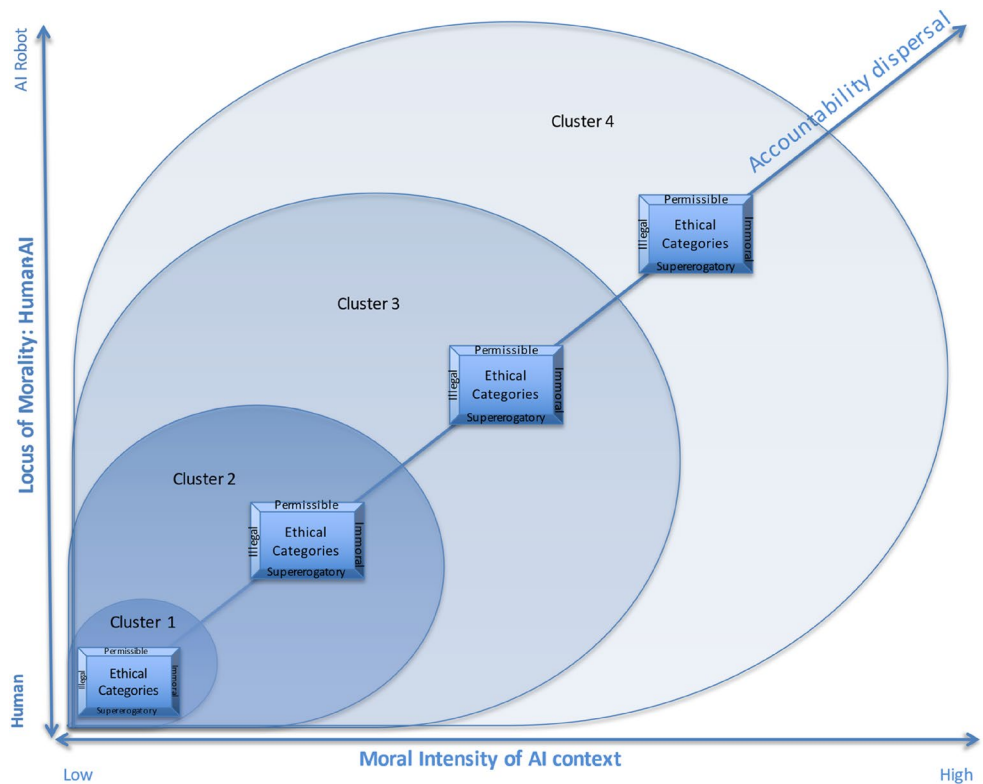 AI Robot
Accountability dispersal
Cluster 4
Permissible
Illegal
Ethical
Categories
Immoral
Supererogatory
Cluster 3
Permissible
Illegal
Ethical
Categories
Immoral
Supererogatory
Locus of Morality: Human-AI
Cluster 2
Permissible
Illegal
Ethical
Categories
Immoral
Supererogatory
Cluster 1
Permissible
Illegal
Ethical
Categories
Immoral
Supererogatory
Human
Moral Intensity of AI context
Low
High